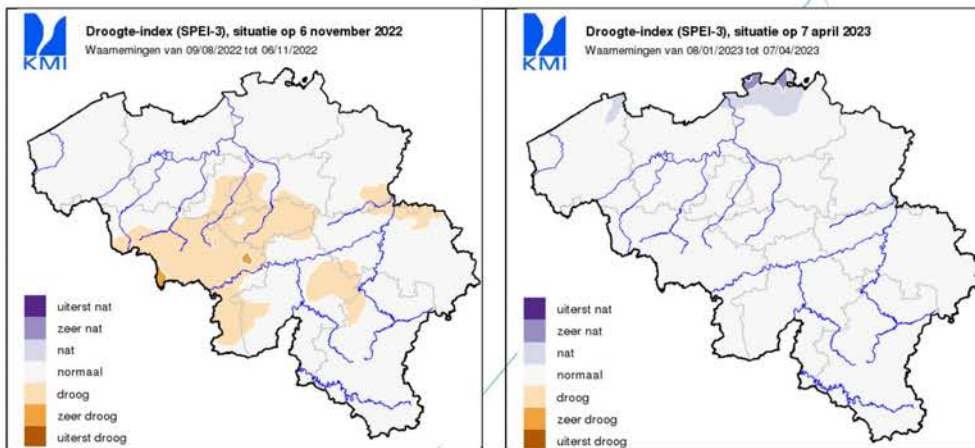 KMI
Droogte-index (SPEI-3), situatie op 6 november 2022
Waarnemingen van 09/08/2022 tot 06/11/2022
uiterst nat
zeer nat
nat
normaal
droog
zeer droog
uiterst droog
KMI
Droogte-index (SPEI-3), situatie op 7 april 2023
Waarnemingen van 08/01/2023 tot 07/04/2023
uiterst nat
zeer nat
nat
normaal
droog
zeer droog
uiterst droog